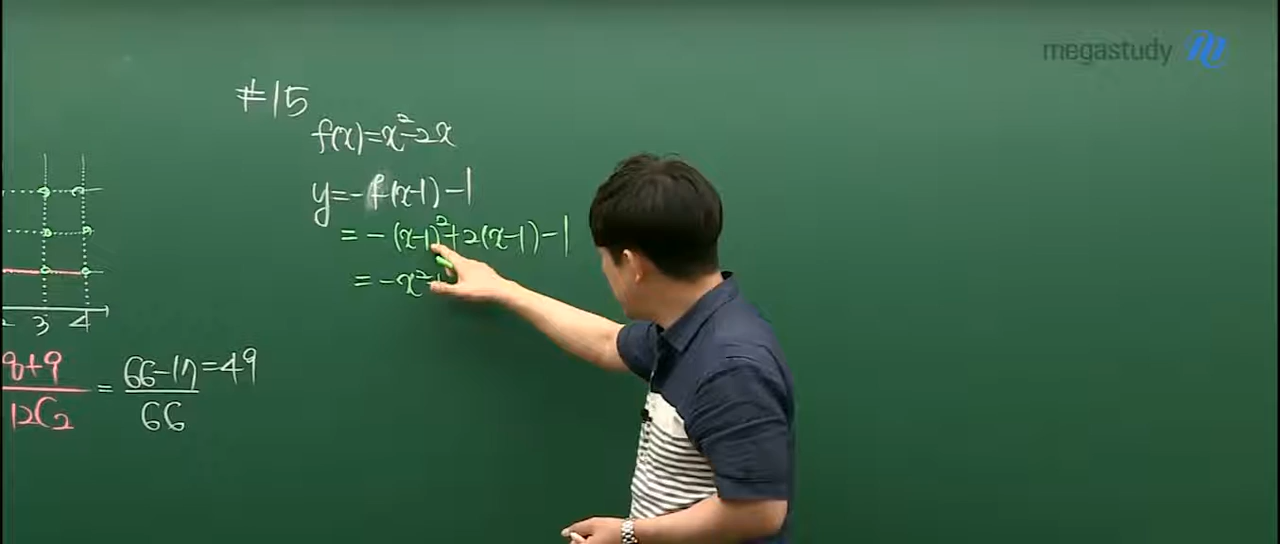 megastudy
#15
f(x)=x²-2x
y=-f(x-1)-1
=-(x-1)²+2(x-1)-1
=-x²
2 3 4
8+9
12C2
= 66-17=49
66